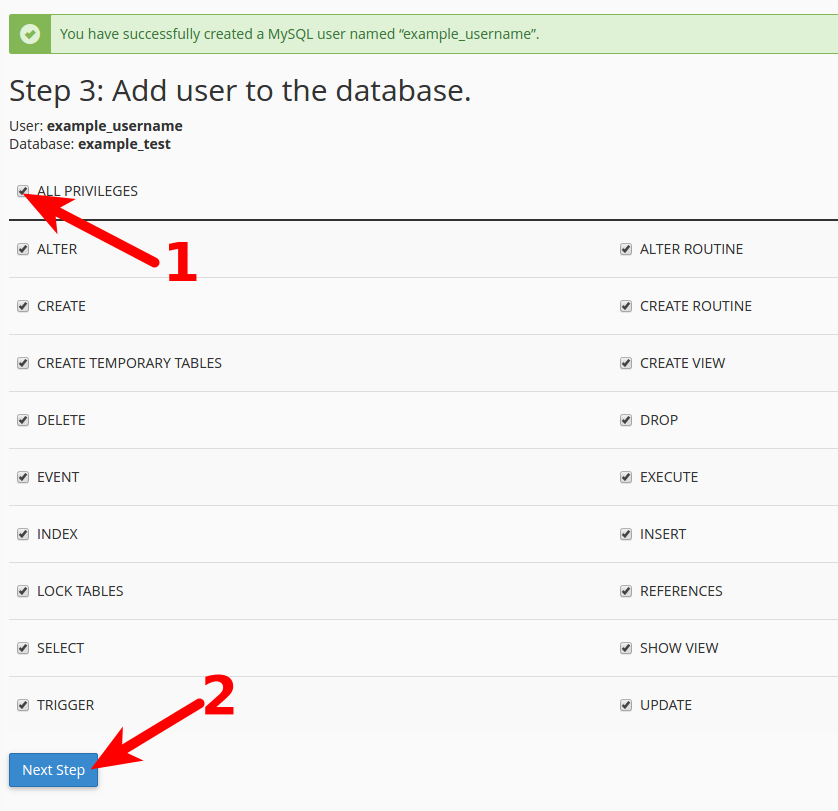 You have successfully created a MySQL user named “example_username”.
Step 3: Add user to the database.
User: example_username
Database: example_test
ALL PRIVILEGES
1
ALTER
ALTER ROUTINE
CREATE
CREATE ROUTINE
CREATE TEMPORARY TABLES
CREATE VIEW
DELETE
DROP
EVENT
EXECUTE
INDEX
INSERT
LOCK TABLES
REFERENCES
SELECT
SHOW VIEW
2
TRIGGER
UPDATE
Next Step